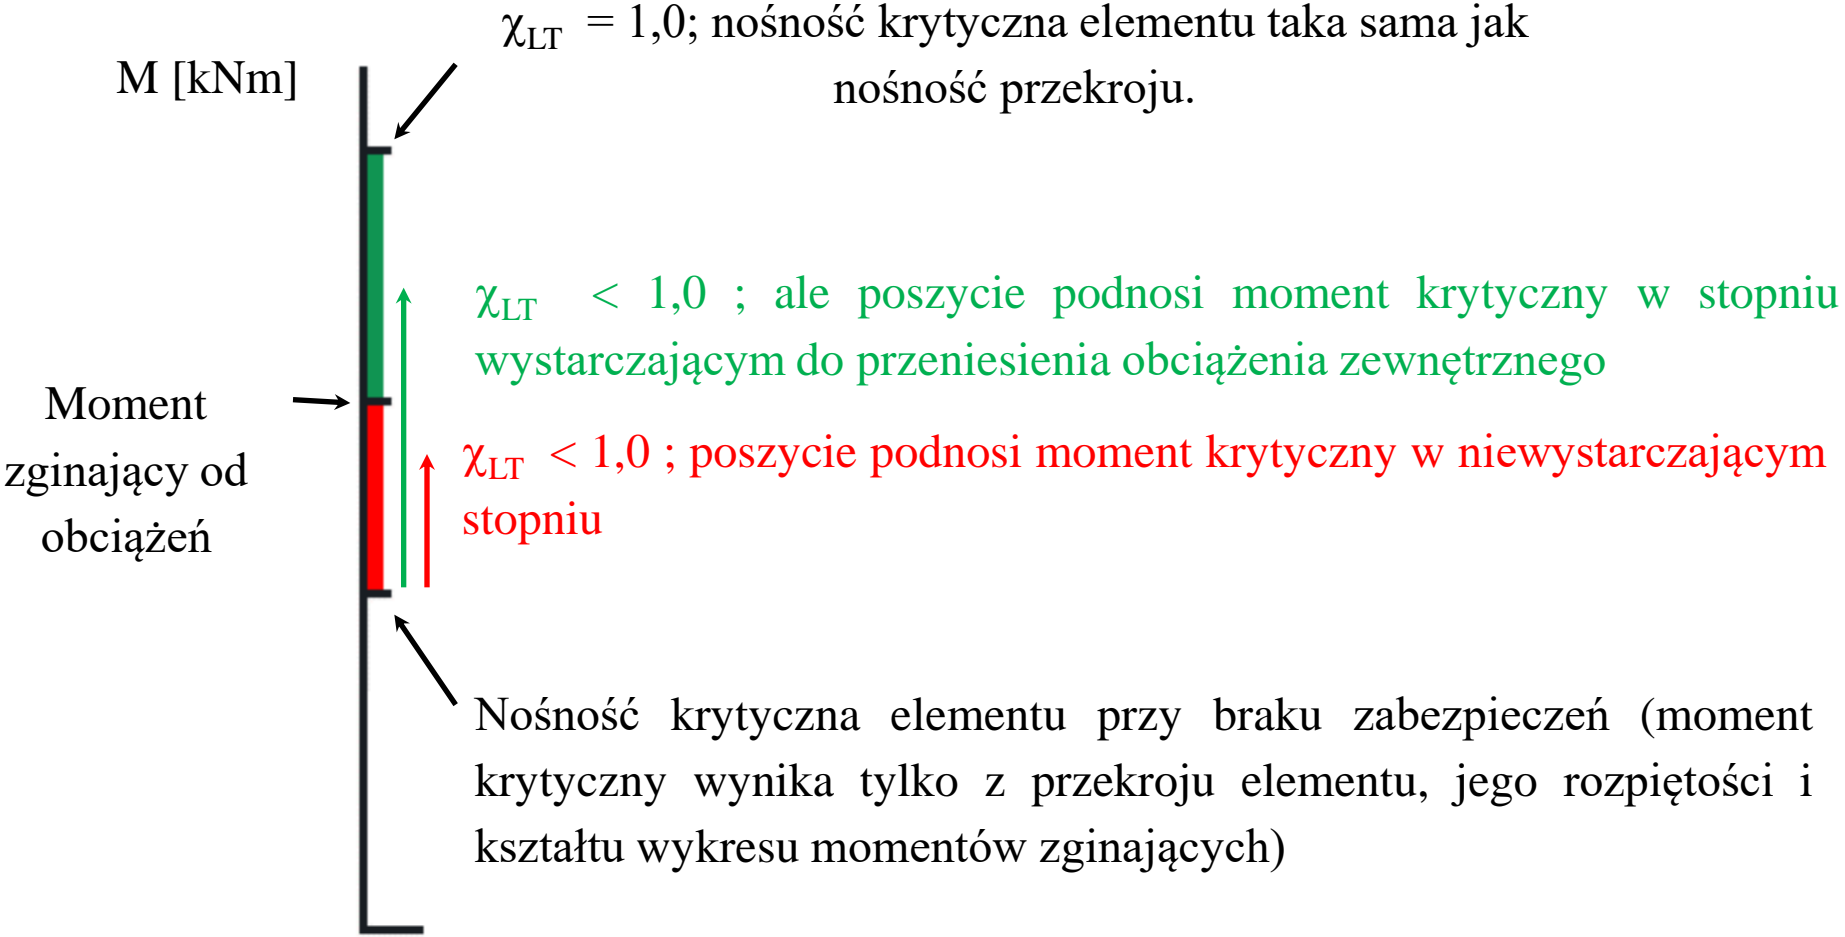 χLT = 1,0; nośność krytyczna elementu taka sama jak
nośność przekroju.
M [kNm]
χLT < 1,0 ; ale poszycie podnosi moment krytyczny w stopniu
wystarczającym do przeniesienia obciążenia zewnętrznego
Moment
zginający od
obciążeń
χLT < 1,0 ; poszycie podnosi moment krytyczny w niewystarczającym
stopniu
Nośność krytyczna elementu przy braku zabezpieczeń (moment
krytyczny wynika tylko z przekroju elementu, jego rozpiętości i
kształtu wykresu momentów zginających)